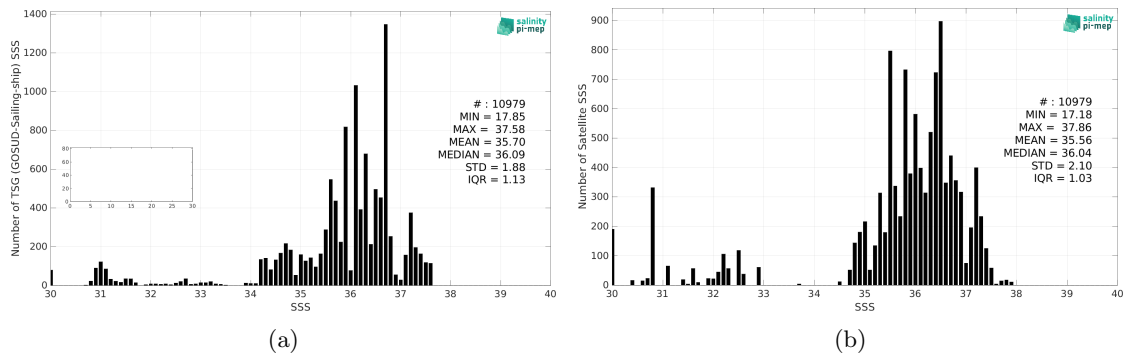 1400
1200
1000
800
600
400
200
0
30 31 32 33 34 35 36 37 38 39 40
SSS
Number of TSG (GOSUD-Sailing-ship) SSS
salinity
pi-mep
# : 10979
MIN = 17.85
MAX = 37.58
MEAN = 35.70
MEDIAN = 36.09
STD = 1.88
IQR = 1.13
80
60
40
20
0
0 5 10 15 20 25 30
(a)
900
800
700
600
500
400
300
200
100
0
30 31 32 33 34 35 36 37 38 39 40
SSS
Number of Satellite SSS
salinity
pi-mep
# : 10979
MIN = 17.18
MAX = 37.86
MEAN = 35.56
MEDIAN = 36.04
STD = 2.10
IQR = 1.03
(b)